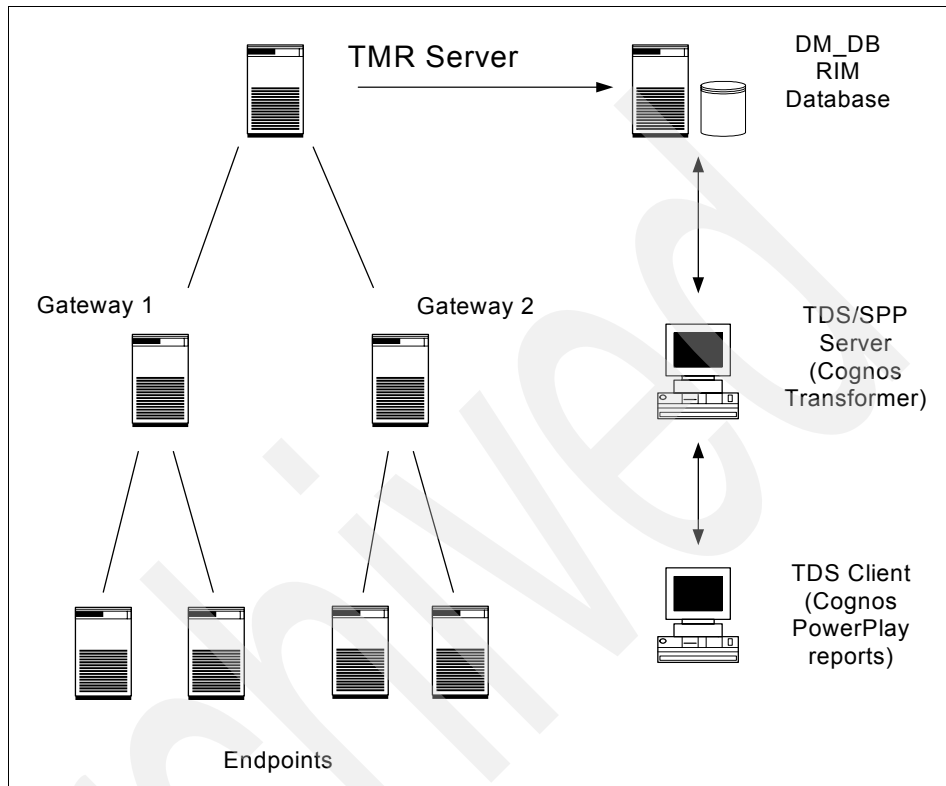 TMR Server
DM_DB
RIM
Database
Gateway 1
Gateway 2
TDS/SPP
Server
(Cognos
Transformer)
TDS Client
(Cognos
PowerPlay
reports)
Endpoints